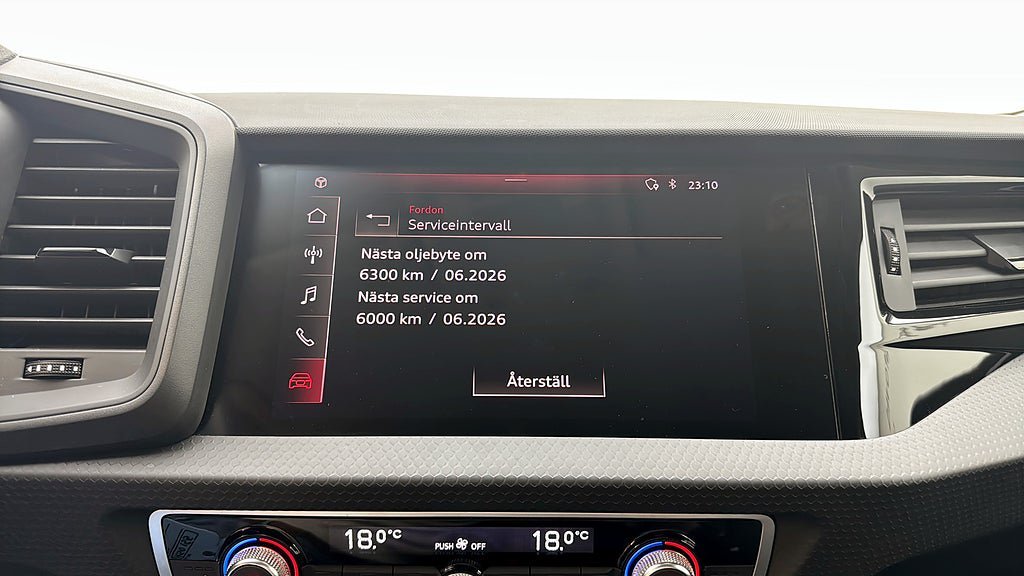 23:10
Fordon
Serviceintervall
Nästa oljebyte om
6300 km / 06.2026
Nästa service om
6000 km / 06.2026
Återställ
18.0°C
PUSH OFF
18.0°C